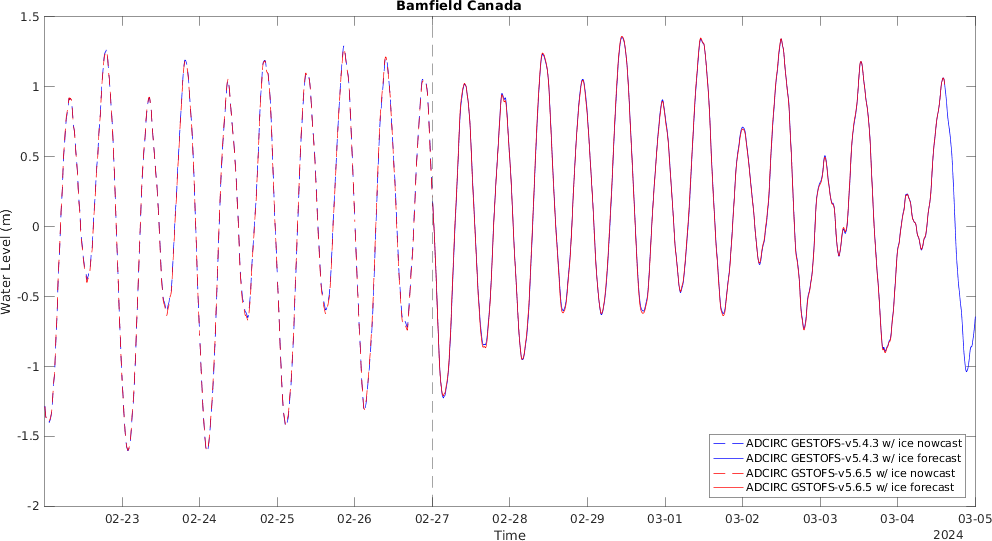 Bamfield Canada
Water Level (m)
1.5
1
0.5
0
-0.5
-1
-1.5
-2
ADCIRC GESTOFS-v5.4.3 w/ ice nowcast
ADCIRC GESTOFS-v5.4.3 w/ ice forecast
ADCIRC GSTOFS-v5.6.5 w/ ice nowcast
ADCIRC GSTOFS-v5.6.5 w/ ice forecast
02-23 02-24 02-25 02-26 02-27 02-28 02-29 03-01 03-02 03-03 03-04 03-05
Time
2024